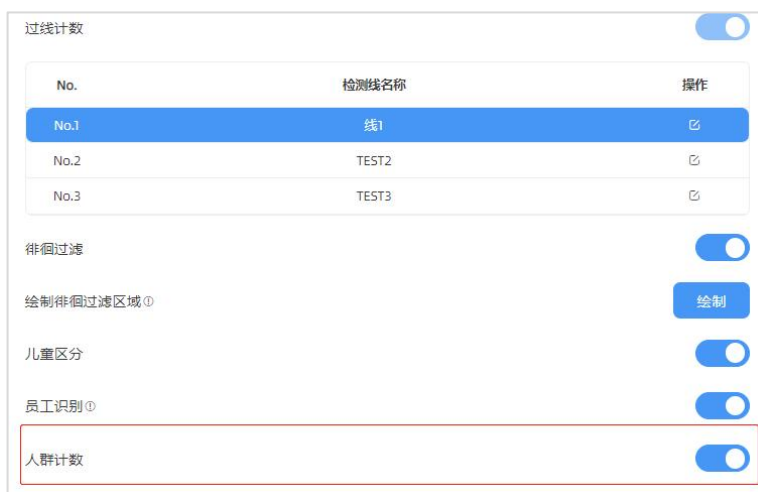 过线计数
No. 检测线名称 操作
No.1 线1
No.2 TEST2
No.3 TEST3
徘徊过滤
绘制徘徊过滤区域 绘制
儿童区分
员工识别
人群计数